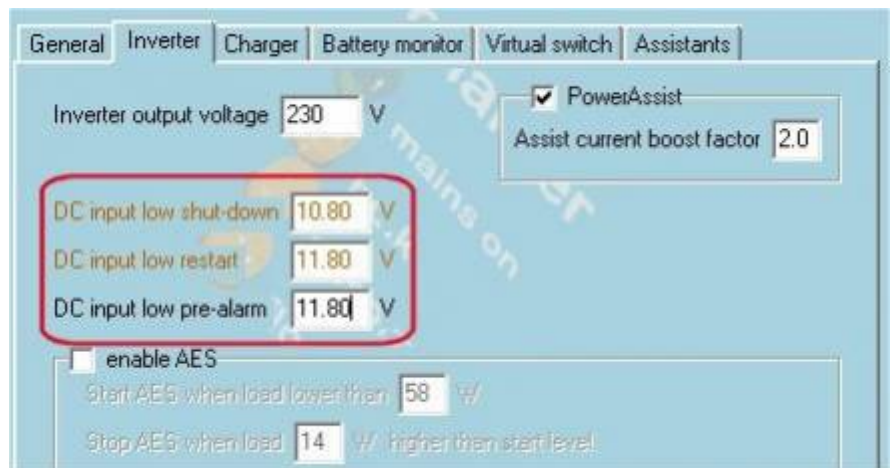 General Inverter Charger Battery monitor Virtual switch Assistants
Inverter output voltage 230 V
PowerAssist
Assist current boost factor 2.0
DC input low shut-down 10.80 V
DC input low restart 11.80 V
DC input low pre-alarm 11.80 V
enable AES
Start AES when load lower than 58 W
Stop AES when load 14 W higher than start level
mains on